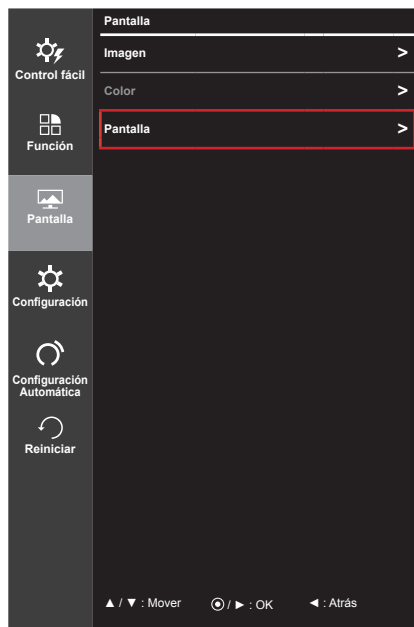 Pantalla
Control fácil
Función
Pantalla
Configuración
Configuración
Automática
Reiniciar
Imagen >
Color >
Pantalla >
▲ / ▼ : Mover
/ ► : OK
◄ : Atrás